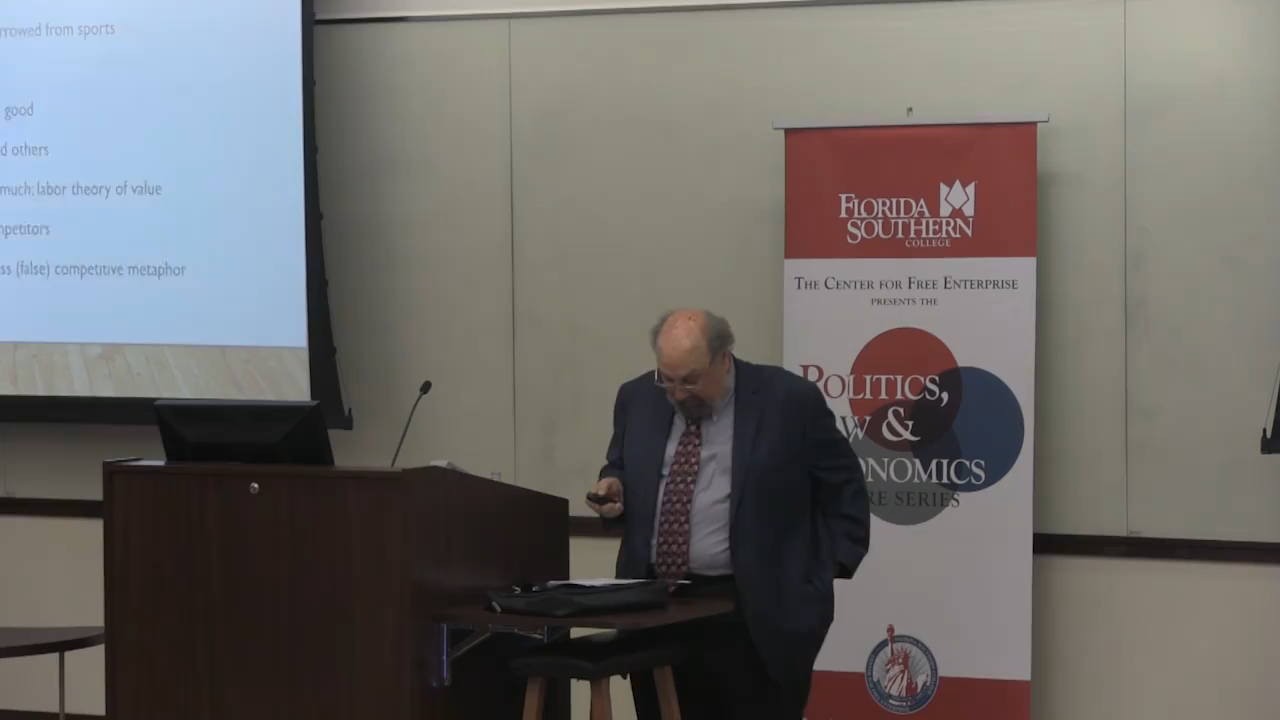 rrowed from sports
good
d others
much; labor theory of value
mpetitors
ss (false) competitive metaphor
FLORIDA
SOUTHERN
COLLEGE
THE CENTER FOR FREE ENTERPRISE
PRESENTS THE
POLITICS,
W &
ONOMICS
RE SERIES